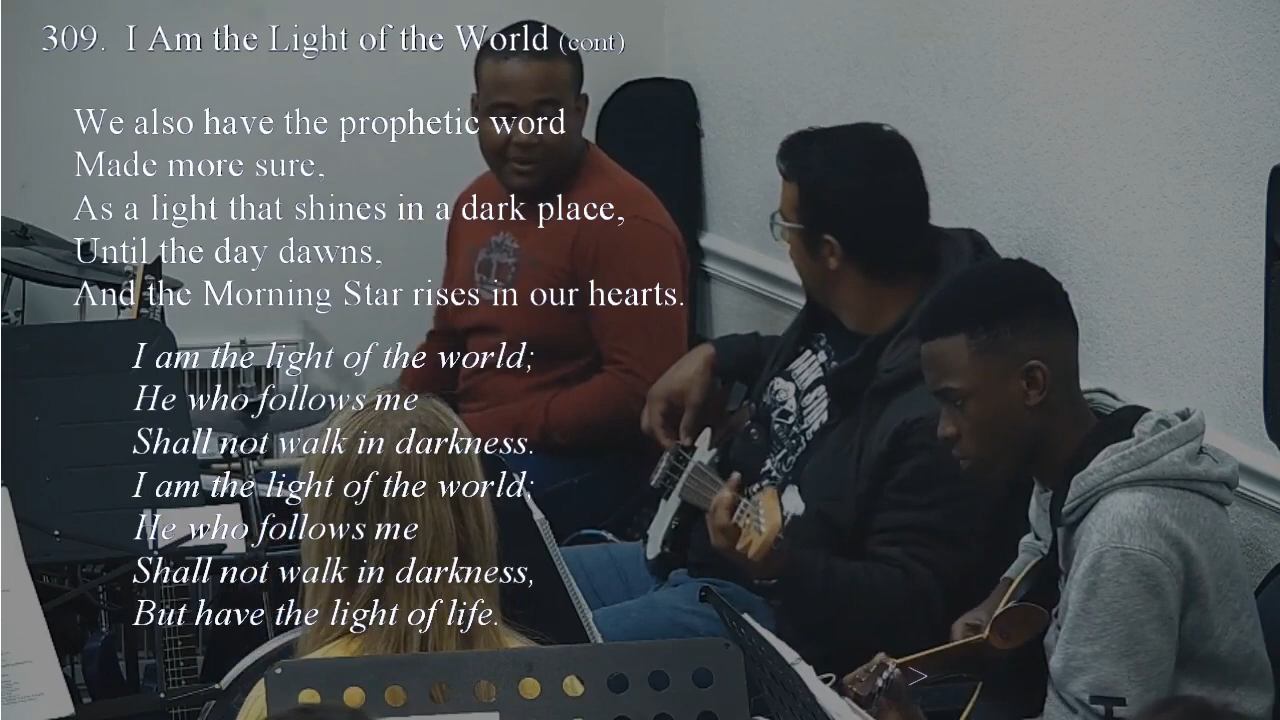 309. I Am the Light of the World (cont)
We also have the prophetic word
Made more sure,
As a light that shines in a dark place,
Until the day dawns,
And the Morning Star rises in our hearts.
I am the light of the world;
He who follows me
Shall not walk in darkness.
I am the light of the world;
He who follows me
Shall not walk in darkness,
But have the light of life.
>